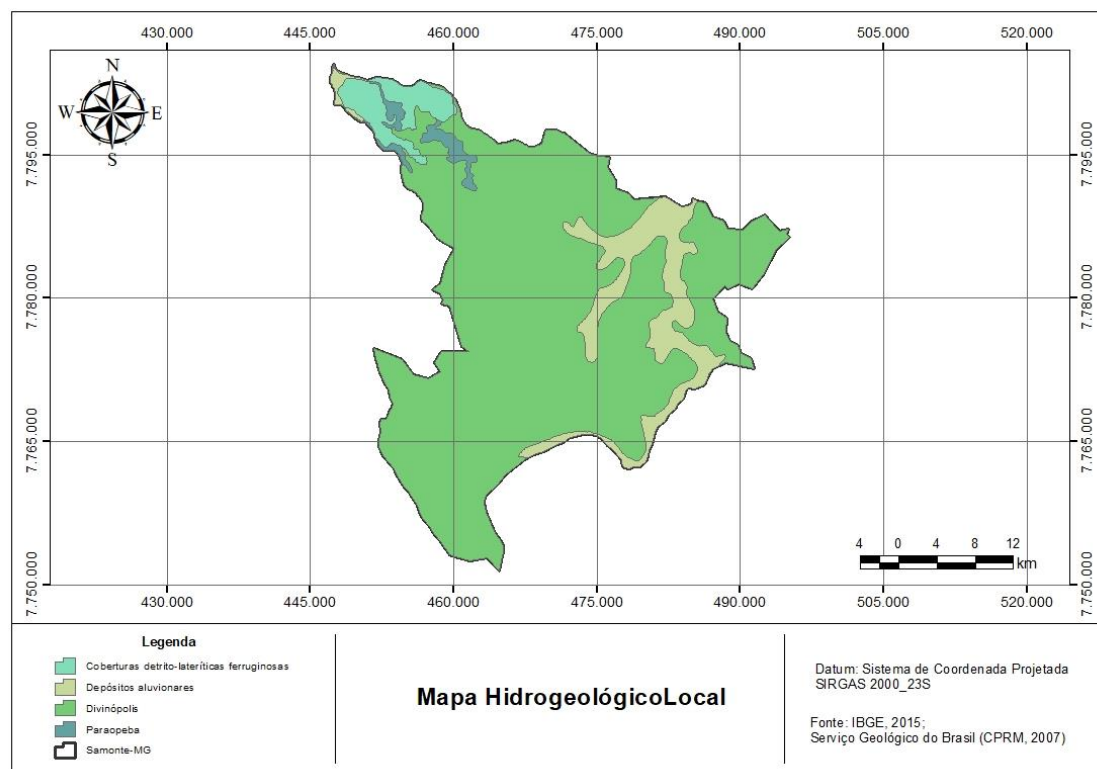 430.000 445.000 460.000 475.000 490.000 505.000 520.000
N
W E
S
7.795.000 7.795.000
7.780.000 7.780.000
7.765.000 7.765.000
7.750.000 7.750.000
4 0 4 8 12
km
430.000 445.000 460.000 475.000 490.000 505.000 520.000
Legenda
Coberturas detrito-lateríticas ferruginosas
Depósitos aluvionares
Divinópolis
Paraopeba
Samonte-MG
Mapa HidrogeológicoLocal
Datum: Sistema de Coordenada Projetada
SIRGAS 2000_23S
Fonte: IBGE, 2015;
Serviço Geológico do Brasil (CPRM, 2007)